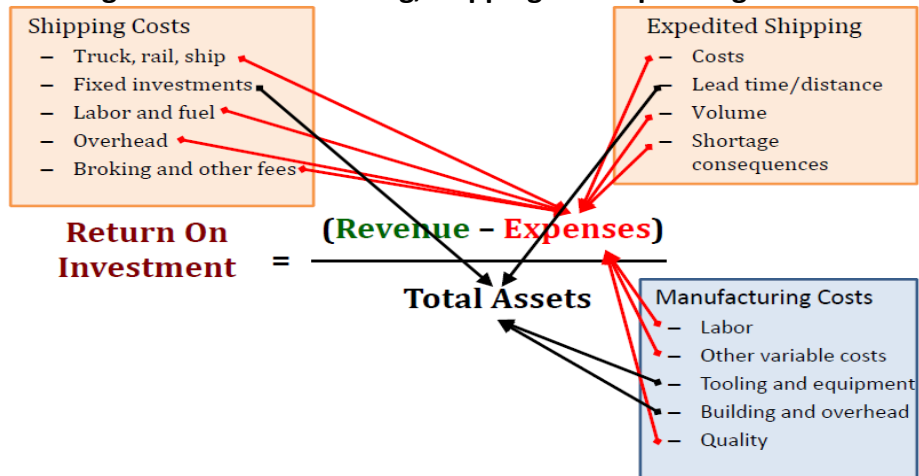 Shipping Costs
– Truck, rail, ship
– Fixed investments
– Labor and fuel
– Overhead
– Broking and other fees
Expedited Shipping
– Costs
– Lead time/distance
– Volume
– Shortage
consequences
Return On
Investment
=
(Revenue – Expenses)
Total Assets
Manufacturing Costs
– Labor
– Other variable costs
– Tooling and equipment
– Building and overhead
– Quality